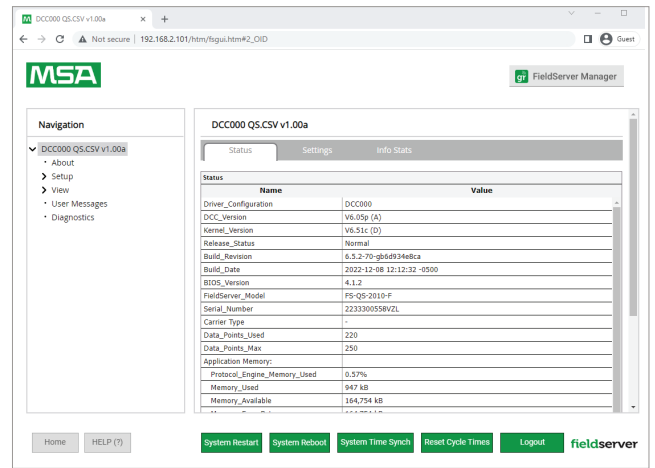 DCC000 QS.CSV v1.00a
Not secure | 192.168.2.101/htm/fsgui.htm#2_OID
Guest
MSA
gr FieldServer Manager
Navigation
DCC000 QS.CSV v1.00a
About
Setup
View
User Messages
Diagnostics
DCC000 QS.CSV v1.00a
Status Settings Info Stats
Status
Name Value
Driver_Configuration DCC000
DCC_Version V6.05p (A)
Kernel_Version V6.51c (D)
Release_Status Normal
Build_Revision 6.5.2-70-gb6d934e8ca
Build_Date 2022-12-08 12:12:32 -0500
BIOS_Version 4.1.2
FieldServer_Model FS-QS-2010-F
Serial_Number 223330055BVZL
Carrier Type -
Data_Points_Used 220
Data_Points_Max 250
Application Memory:
Protocol_Engine_Memory_Used 0.57%
Memory_Used 947 kB
Memory_Available 164,754 kB
Home HELP (?) System Restart System Reboot System Time Synch Reset Cycle Times Logout fieldserver